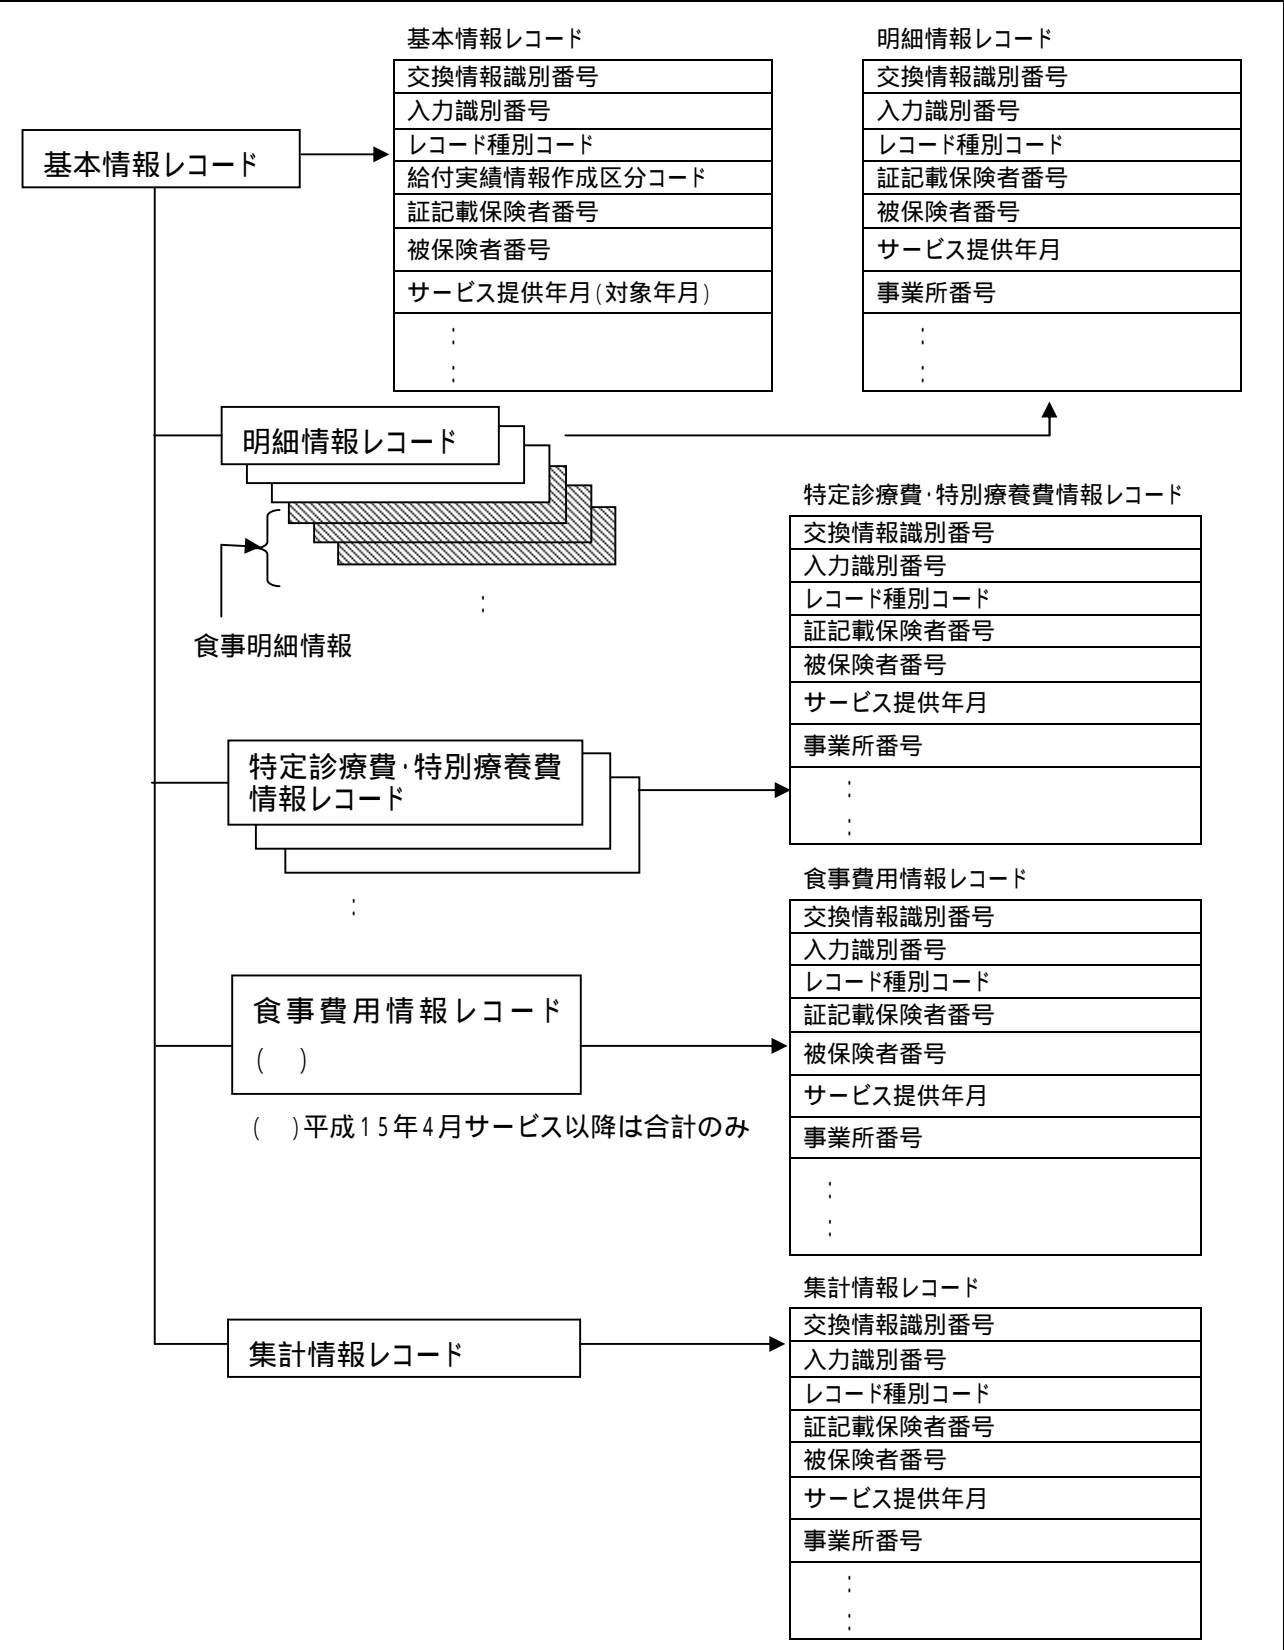 基本情報レコード
基本情報レコード
交換情報識別番号
入力識別番号
レコード種別コード
給付実績情報作成区分コード
証記載保険者番号
被保険者番号
サービス提供年月(対象年月)
:
:
明細情報レコード
交換情報識別番号
入力識別番号
レコード種別コード
証記載保険者番号
被保険者番号
サービス提供年月
事業所番号
:
:
明細情報レコード
:
食事明細情報
特定診療費・特別療養費情報レコード
交換情報識別番号
入力識別番号
レコード種別コード
証記載保険者番号
被保険者番号
サービス提供年月
事業所番号
:
:
特定診療費・特別療養費
情報レコード
:
食事費用情報レコード
交換情報識別番号
入力識別番号
レコード種別コード
証記載保険者番号
被保険者番号
サービス提供年月
事業所番号
:
:
食事費用情報レコード
( )
( )平成15年4月サービス以降は合計のみ
集計情報レコード
交換情報識別番号
入力識別番号
レコード種別コード
証記載保険者番号
被保険者番号
サービス提供年月
事業所番号
:
:
集計情報レコード